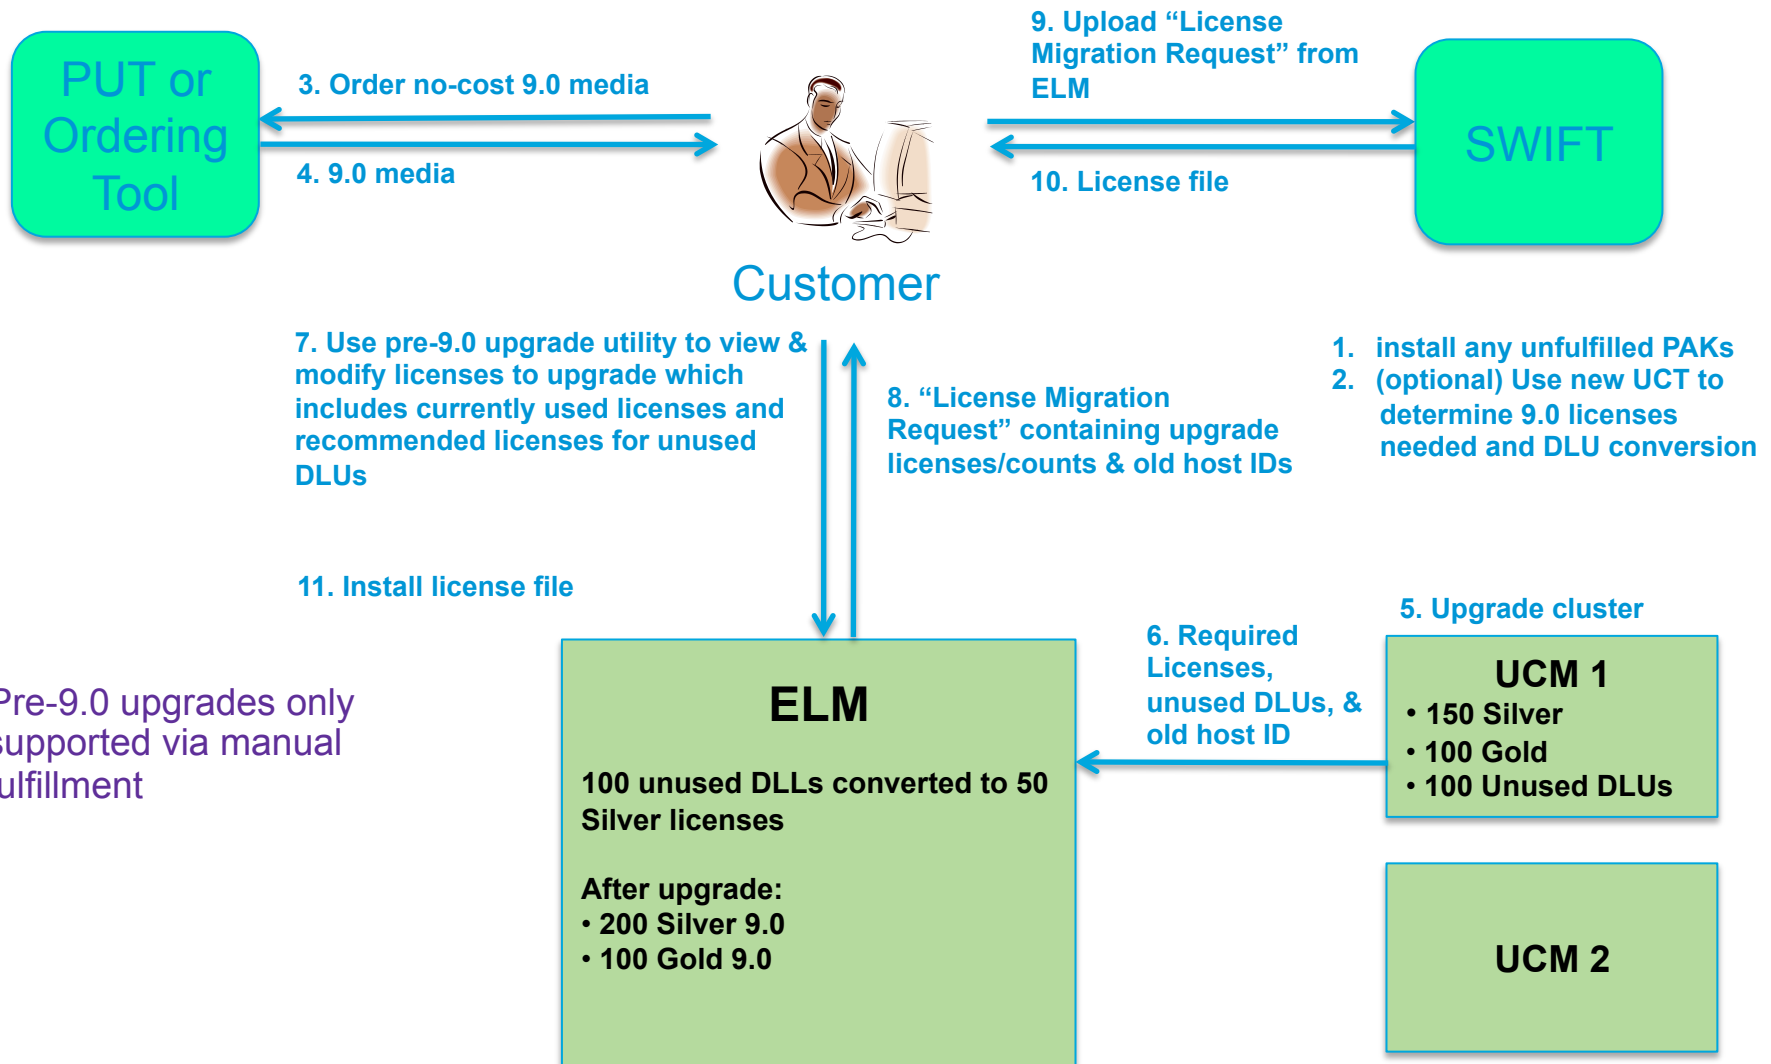 PUT or
Ordering
Tool
3. Order no-cost 9.0 media
4. 9.0 media
Customer
9. Upload “License
Migration Request” from
ELM
10. License file
SWIFT
7. Use pre-9.0 upgrade utility to view &
modify licenses to upgrade which
includes currently used licenses and
recommended licenses for unused
DLUs
8. “License Migration
Request” containing upgrade
licenses/counts & old host IDs
1. install any unfulfilled PAKs
2. (optional) Use new UCT to
determine 9.0 licenses
needed and DLU conversion
11. Install license file
Pre-9.0 upgrades only
supported via manual
fulfillment
ELM
100 unused DLLs converted to 50
Silver licenses
After upgrade:
• 200 Silver 9.0
• 100 Gold 9.0
6. Required
Licenses,
unused DLUs, &
old host ID
5. Upgrade cluster
UCM 1
• 150 Silver
• 100 Gold
• 100 Unused DLUs
UCM 2